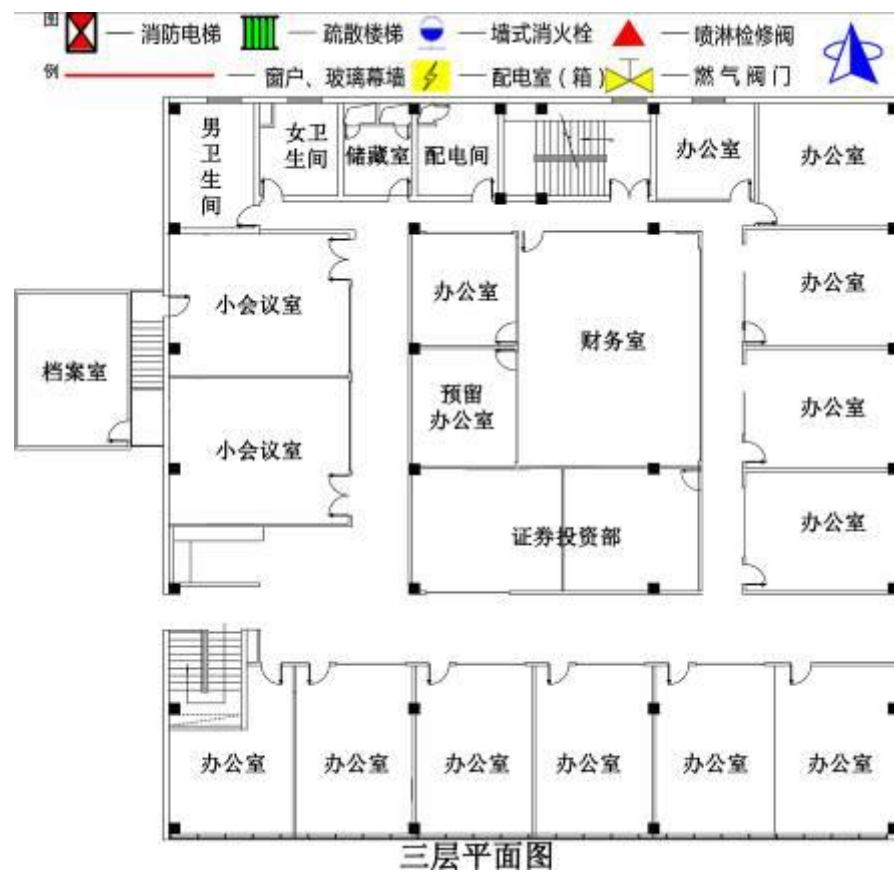 图 消防电梯 疏散楼梯 墙式消火栓 喷淋检修阀
例 窗户、玻璃幕墙 配电室（箱） 燃气阀门
男卫生间
女卫生间
储藏室
配电间
办公室
办公室
小会议室
办公室
财务室
办公室
档案室
预留办公室
办公室
小会议室
证券投资部
办公室
办公室
办公室
办公室
办公室
办公室
办公室
三层平面图